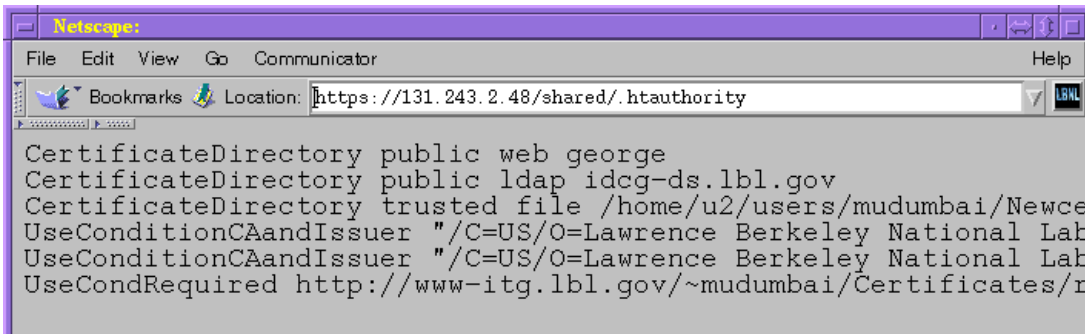 Netscape:
File Edit View Go Communicator Help
Bookmarks Location: https://131.243.2.48/shared/.htauthority
LBNL
CertificateDirectory public web george
CertificateDirectory public ldap idcg-ds.lbl.gov
CertificateDirectory trusted file /home/u2/users/mudumbai/Newce
UseConditionCAandIssuer "/C=US/O=Lawrence Berkeley National Lab
UseConditionCAandIssuer "/C=US/O=Lawrence Berkeley National Lab
UseCondRequired http://www-itg.lbl.gov/~mudumbai/Certificates/r